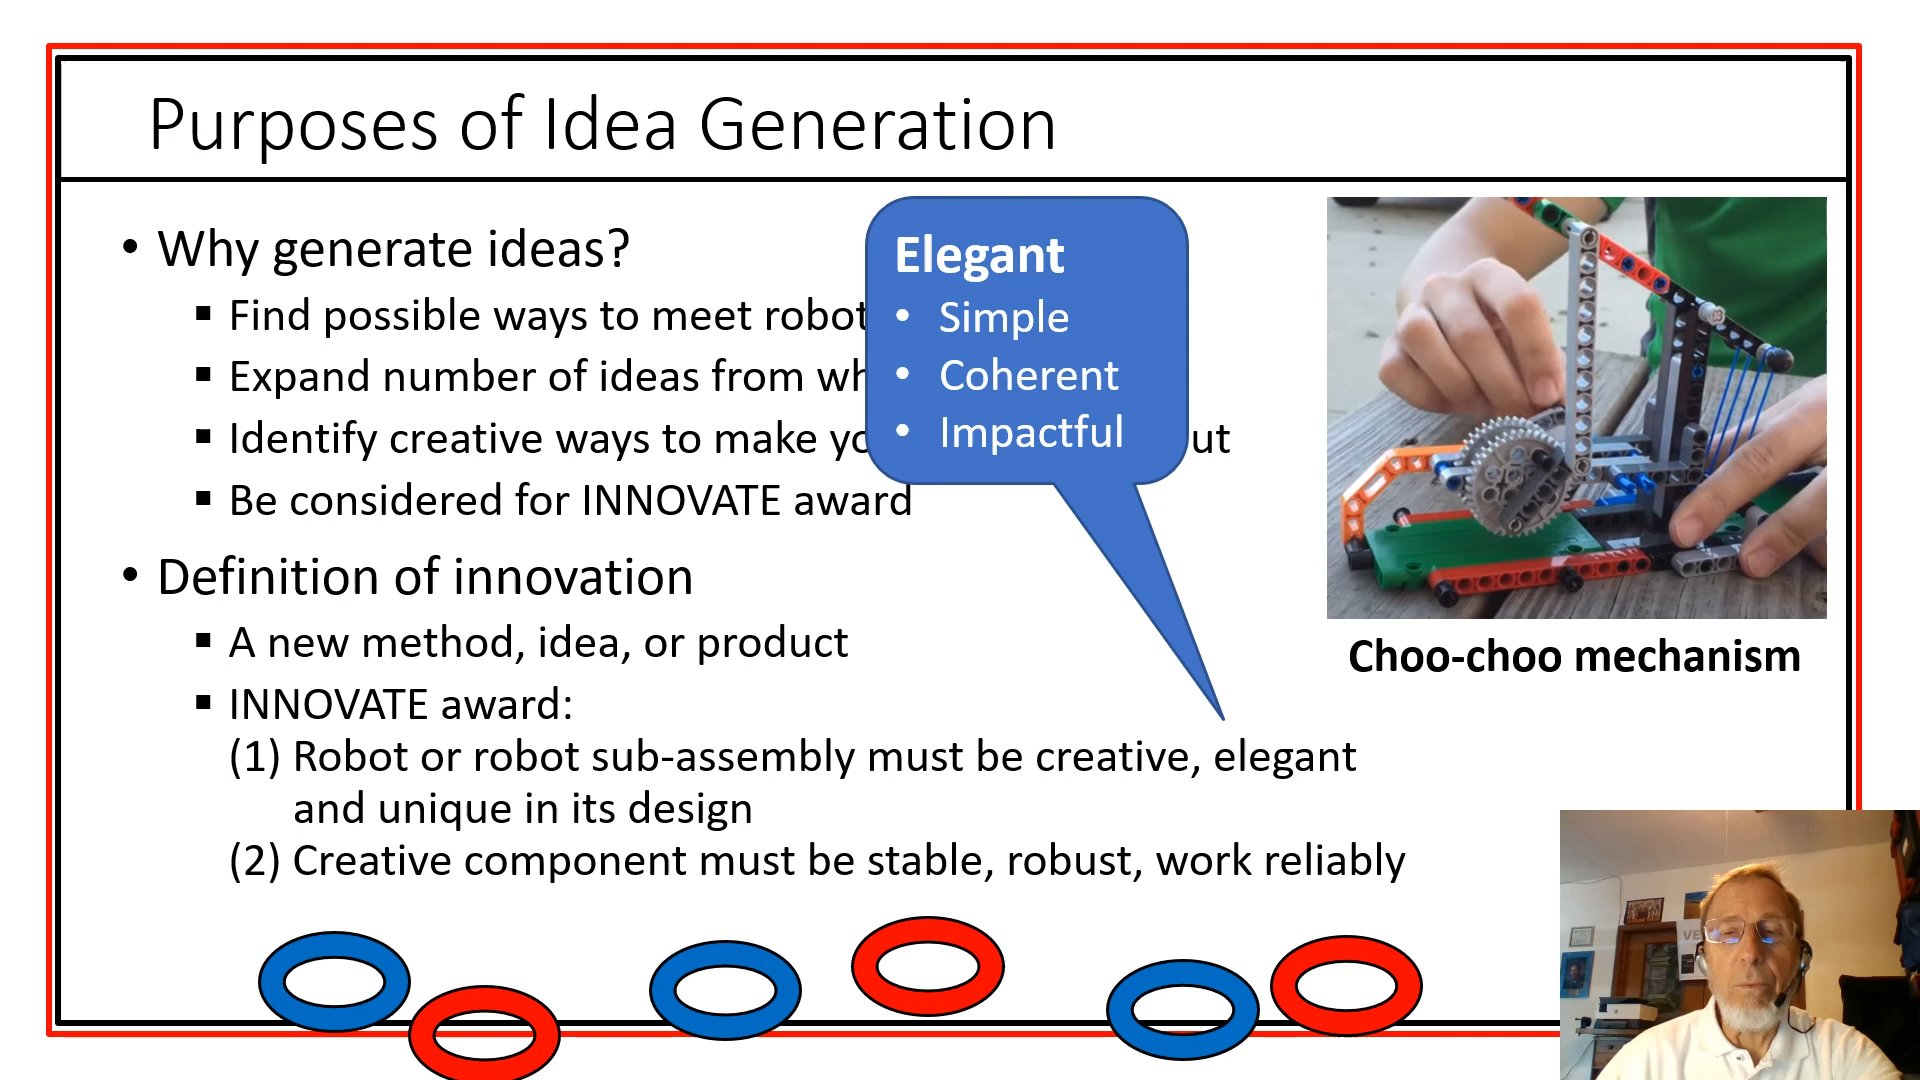 Purposes of Idea Generation
• Why generate ideas?
▪ Find possible ways to meet robot
▪ Expand number of ideas from
▪ Identify creative ways to make
▪ Be considered for INNOVATE award
Elegant
• Simple
• Coherent
• Impactful
• Definition of innovation
▪ A new method, idea, or product
▪ INNOVATE award:
(1) Robot or robot sub-assembly must be creative, elegant
and unique in its design
(2) Creative component must be stable, robust, work reliably
Choo-choo mechanism